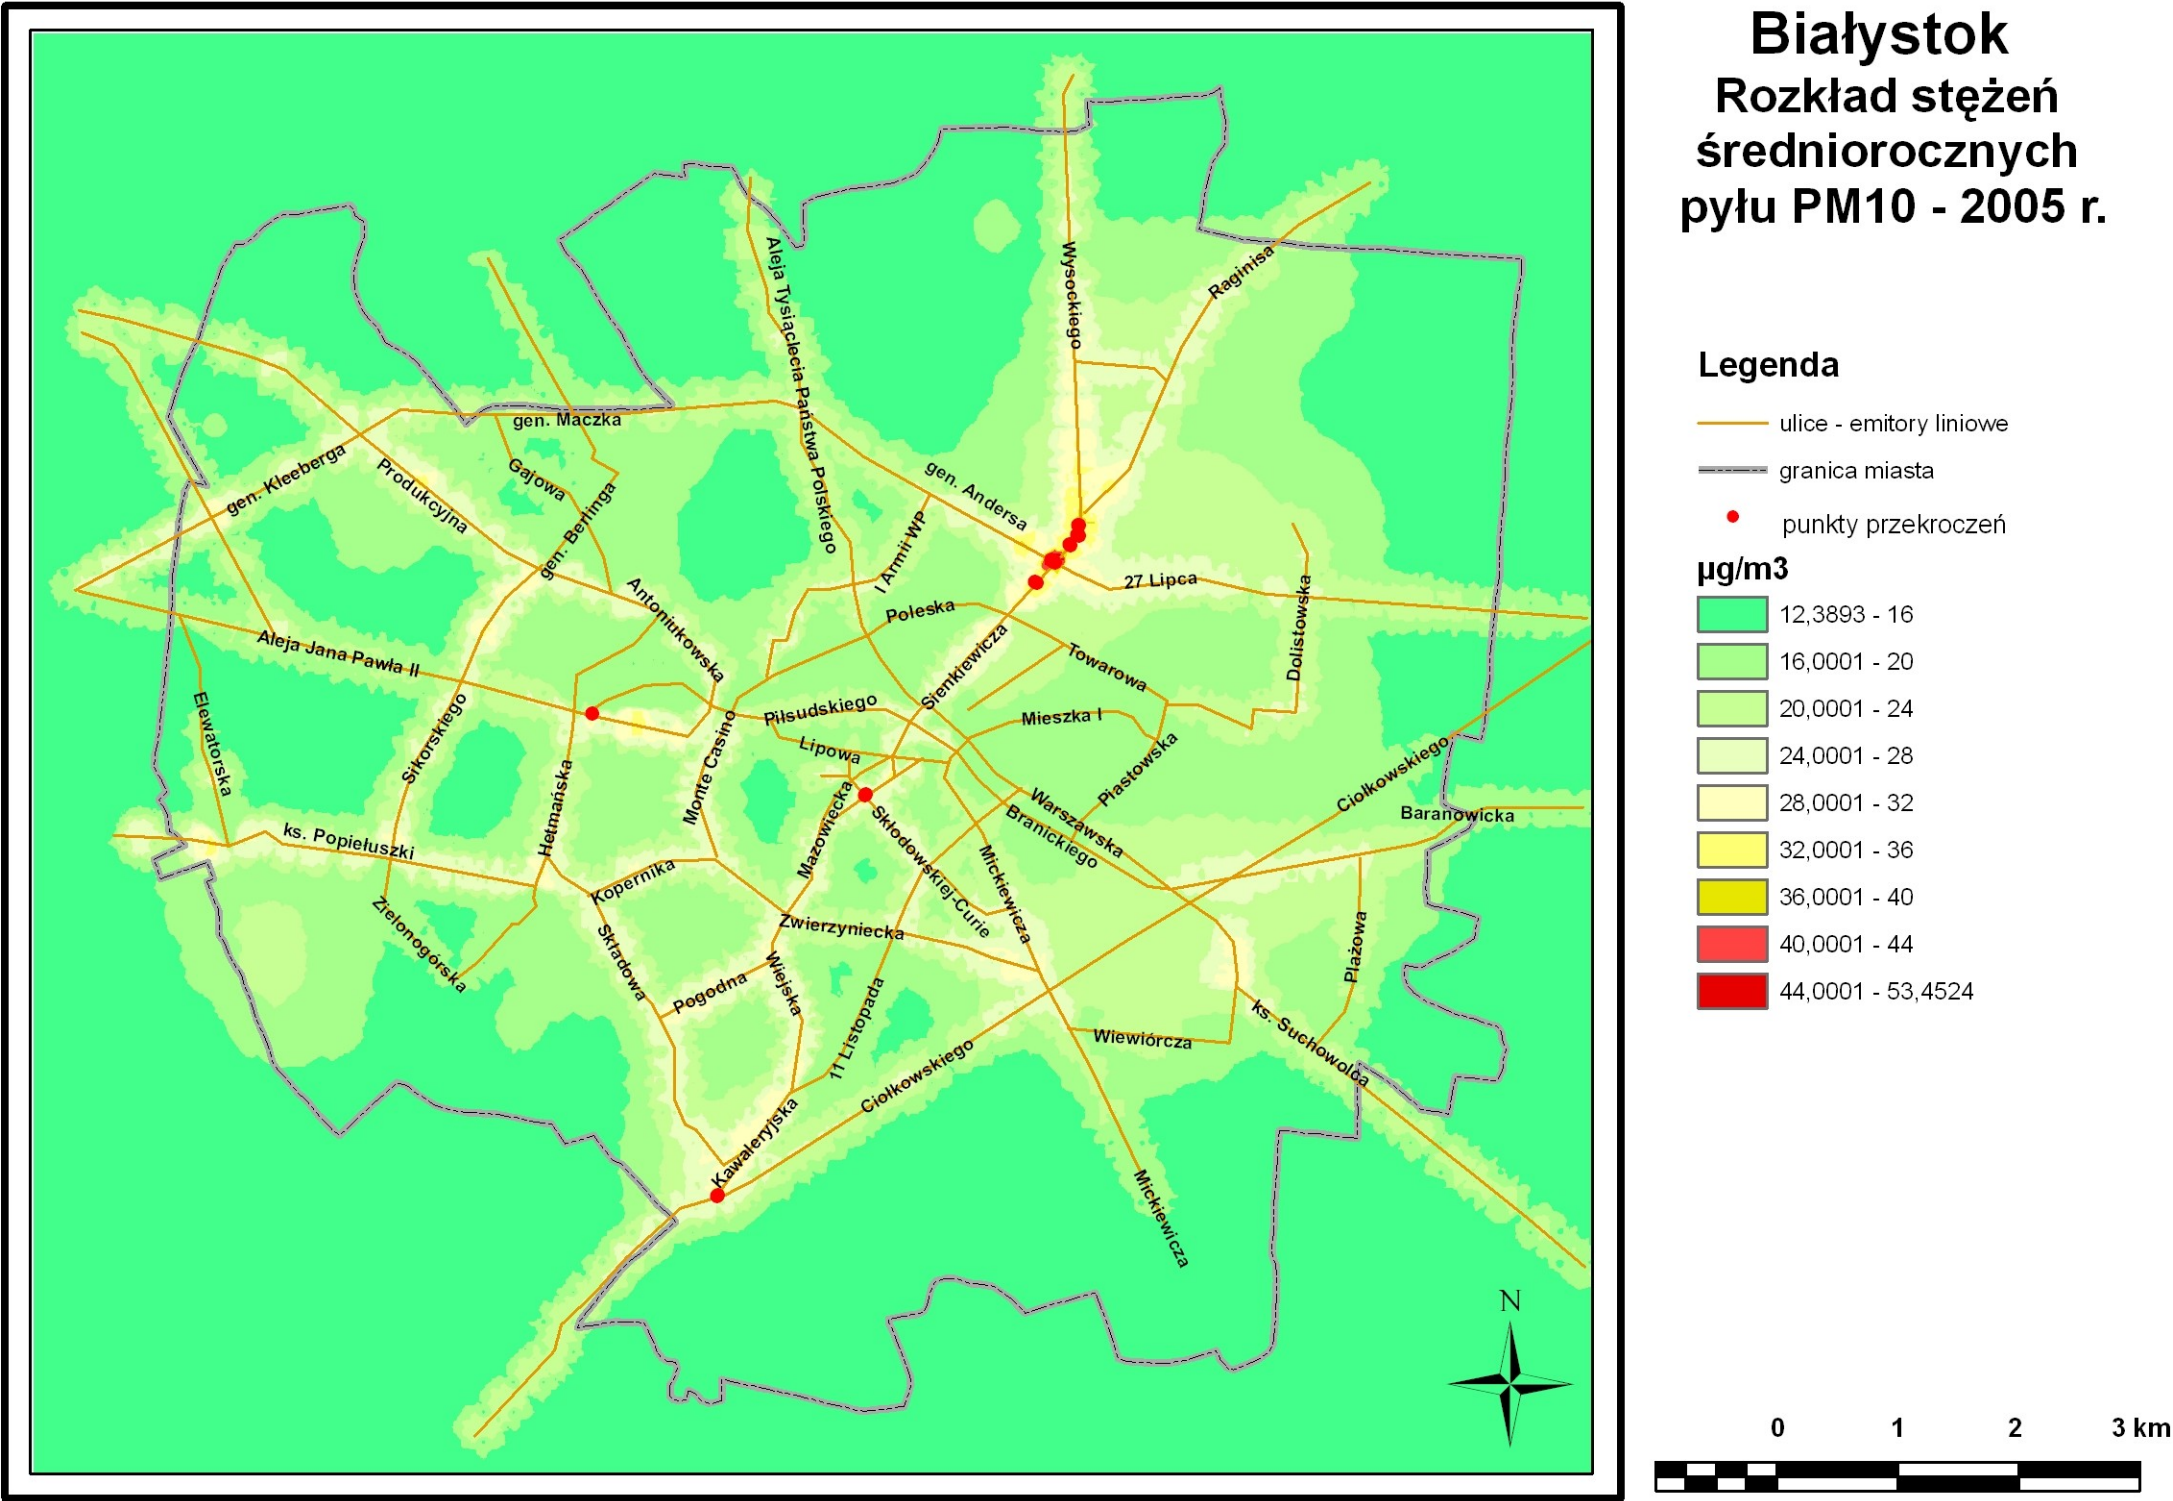 Białystok
Rozkład stężeń
średniorocznych
pyłu PM10 - 2005 r.
Legenda
ulice - emitory liniowe
granica miasta
punkty przekroczeń
µg/m3
12,3893 - 16
16,0001 - 20
20,0001 - 24
24,0001 - 28
28,0001 - 32
32,0001 - 36
36,0001 - 40
40,0001 - 44
44,0001 - 53,4524
N
0 1 2 3 km
Wysockiego
Raginisa
Aleja Tysiąclecia Państwa Polskiego
gen. Maczka
gen. Kleeberga
Produkcyjna
Gajowa
gen. Berlinga
gen. Andersa
I Armii WP
27 Lipca
Antoniukowska
Poleska
Dolistowska
Aleja Jana Pawła II
Sienkiewicza
Towarowa
Elewatorska
Sikorskiego
Piłsudskiego
Mieszka I
Monte Casino
Lipowa
Piastowska
Ciołkowskiego
Hetmańska
Mazowiecka
Warszawska
Branickiego
Baranowicka
ks. Popiełuszki
Skłodowskiej-Curie
Mickiewicza
Kopernika
Zielonogórska
Zwierzyniecka
Składowa
Plażowa
Pogodna
Wiejska
11 Listopada
ks. Suchowolca
Wiewiórcza
Ciołkowskiego
Kawaleryjska
Mickiewicza